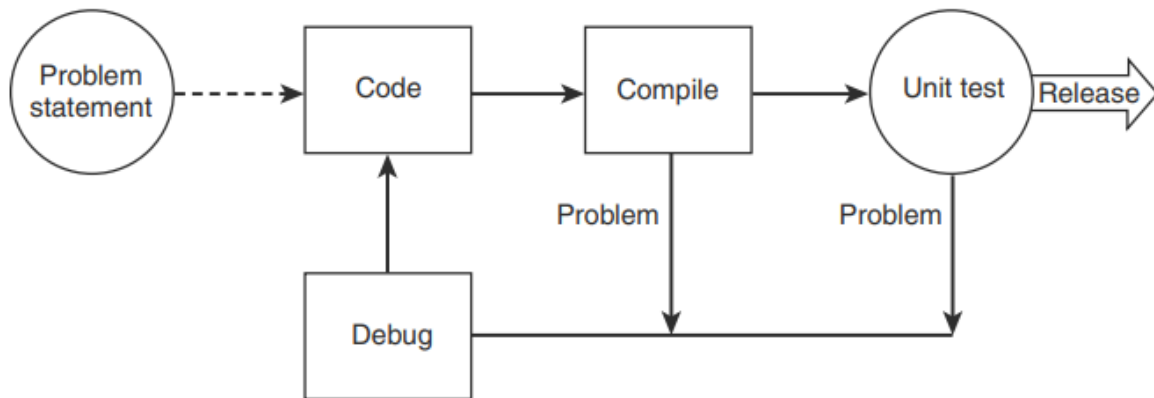 Problem
statement
Code
Compile
Unit test
Release
Problem
Problem
Debug